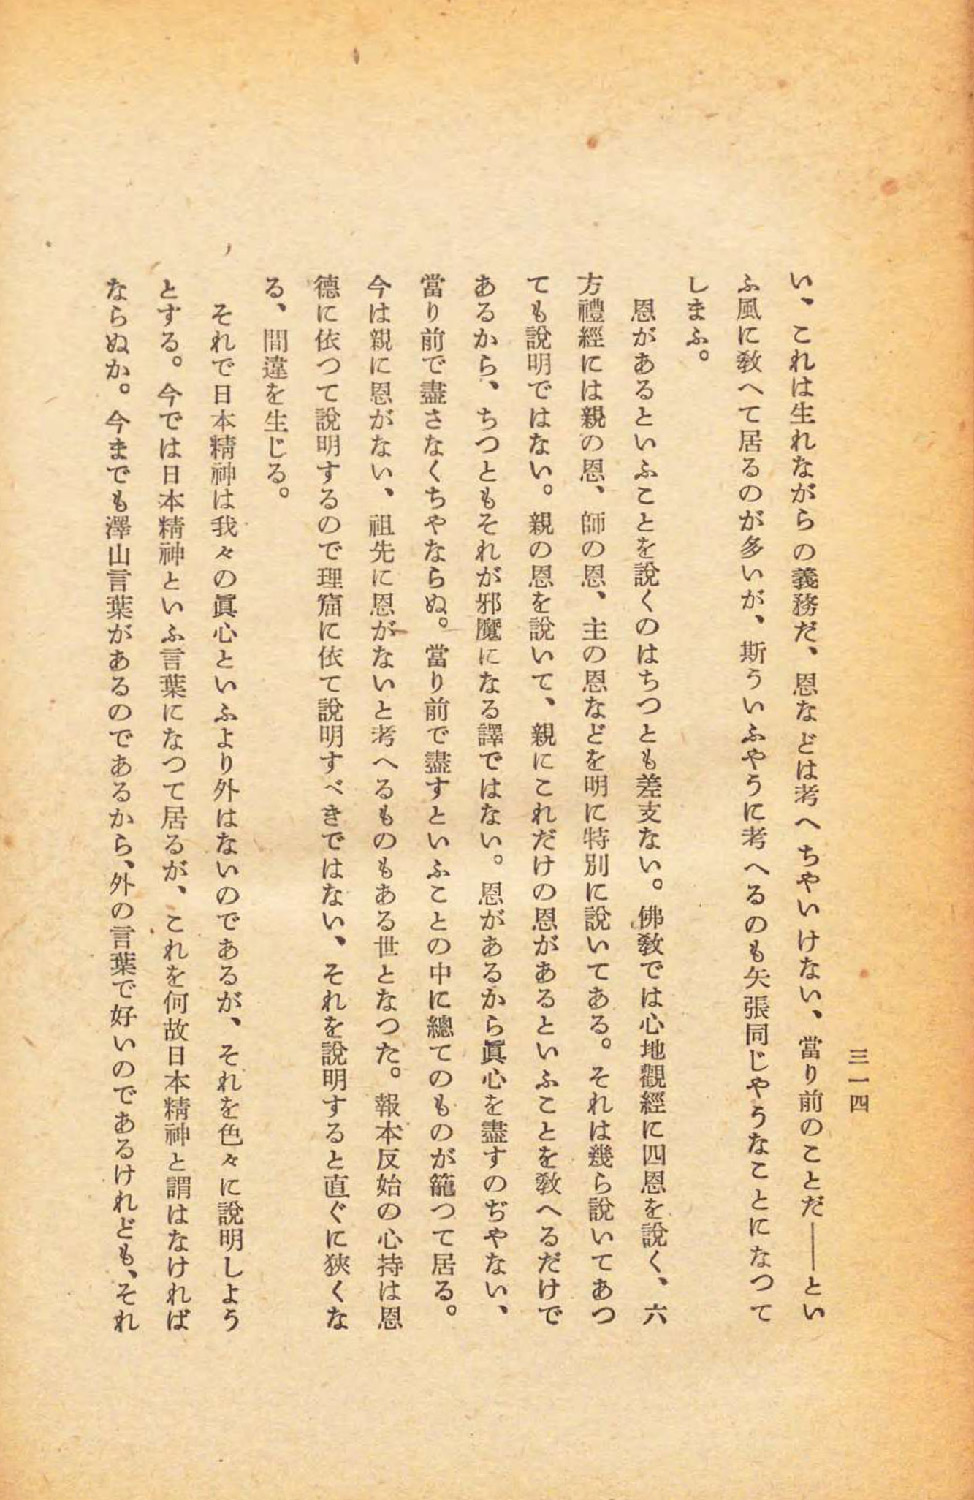 三一四
い、これは生れながらの義務だ、恩などは考へちやいけない、當り前のことだ――とい
ふ風に教へて居るのが多いが、斯ういふやうに考へるのも矢張同じやうなことになつて
しまふ。
恩があるといふことを說くのはちつとも差支ない。佛教では心地觀經に四恩を說く、六
方禮經には親の恩、師の恩、主の恩などを明に特別に說いてある。それは幾ら說いてあつ
ても說明ではない。親の恩を說いて、親にこれだけの恩があるといふことを教へるだけで
あるから、ちつともそれが邪魔になる譯ではない。恩があるから眞心を盡すのぢやない、
當り前で盡さなくちやならぬ。當り前で盡すといふことの中に總てのものが籠つて居る。
今は親に恩がない、祖先に恩がないと考へるものもある世となつた。報本反始の心持は恩
德に依つて說明するので理窟に依て說明すべきではない、それを說明すると直ぐに狹くな
る、間違を生じる。
それで日本精神は我々の眞心といふより外はないのであるが、それを色々に說明しよう
とする。今では日本精神といふ言葉になつて居るが、これを何故日本精神と謂はなければ
ならぬか。今までも澤山言葉があるのであるから、外の言葉で好いのであるけれども、それ